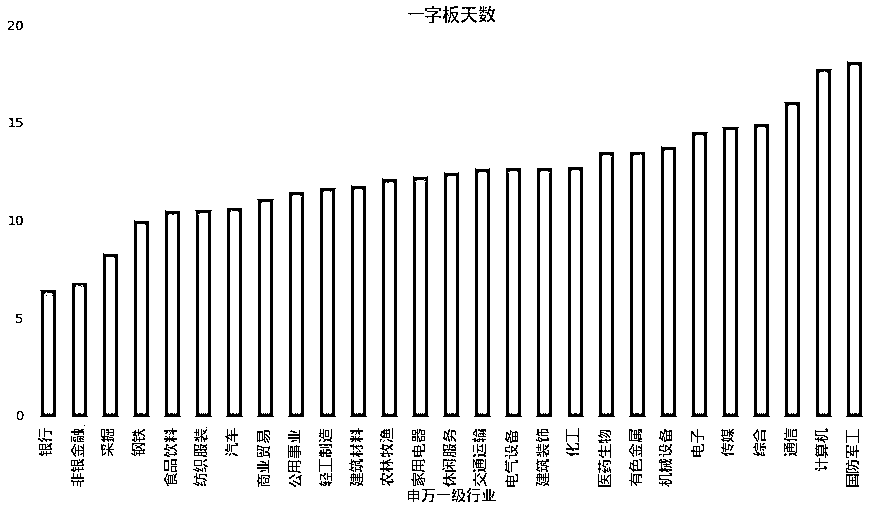 一字板天数
20
15
10
5
0
银行
非银金融
采掘
钢铁
食品饮料
纺织服装
汽车
商业贸易
公用事业
轻工制造
建筑材料
农林牧渔
家用电器
休闲服务
交通运输
电气设备
建筑装饰
化工
医药生物
有色金属
机械设备
电子
传媒
综合
通信
计算机
国防军工
申万一级行业